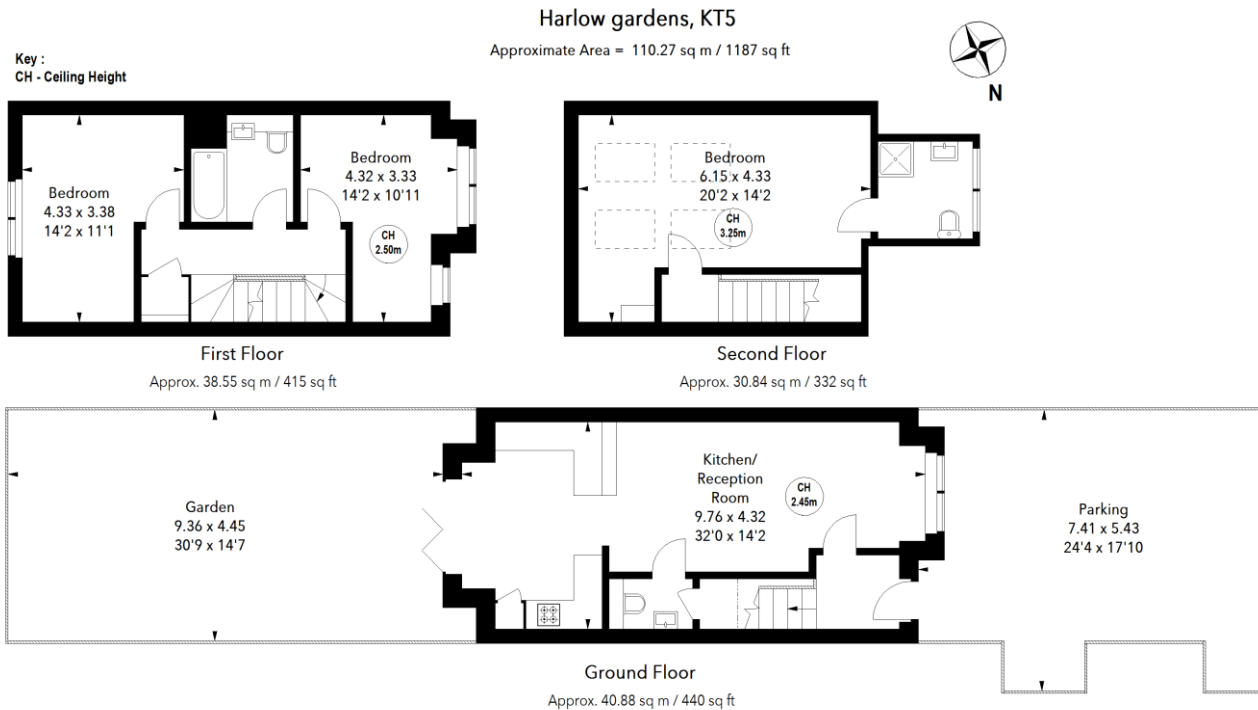 Harlow gardens, KT5
Approximate Area = 110.27 sq m / 1187 sq ft
Key :
CH - Ceiling Height
N
Bedroom
4.33 x 3.38
14'2 x 11'1
Bedroom
4.32 x 3.33
14'2 x 10'11
CH
2.50m
First Floor
Approx. 38.55 sq m / 415 sq ft
Bedroom
6.15 x 4.33
20'2 x 14'2
CH
3.25m
Second Floor
Approx. 30.84 sq m / 332 sq ft
Garden
9.36 x 4.45
30'9 x 14'7
Kitchen/
Reception
Room
9.76 x 4.32
32'0 x 14'2
CH
2.45m
Parking
7.41 x 5.43
24'4 x 17'10
Ground Floor
Approx. 40.88 sq m / 440 sq ft